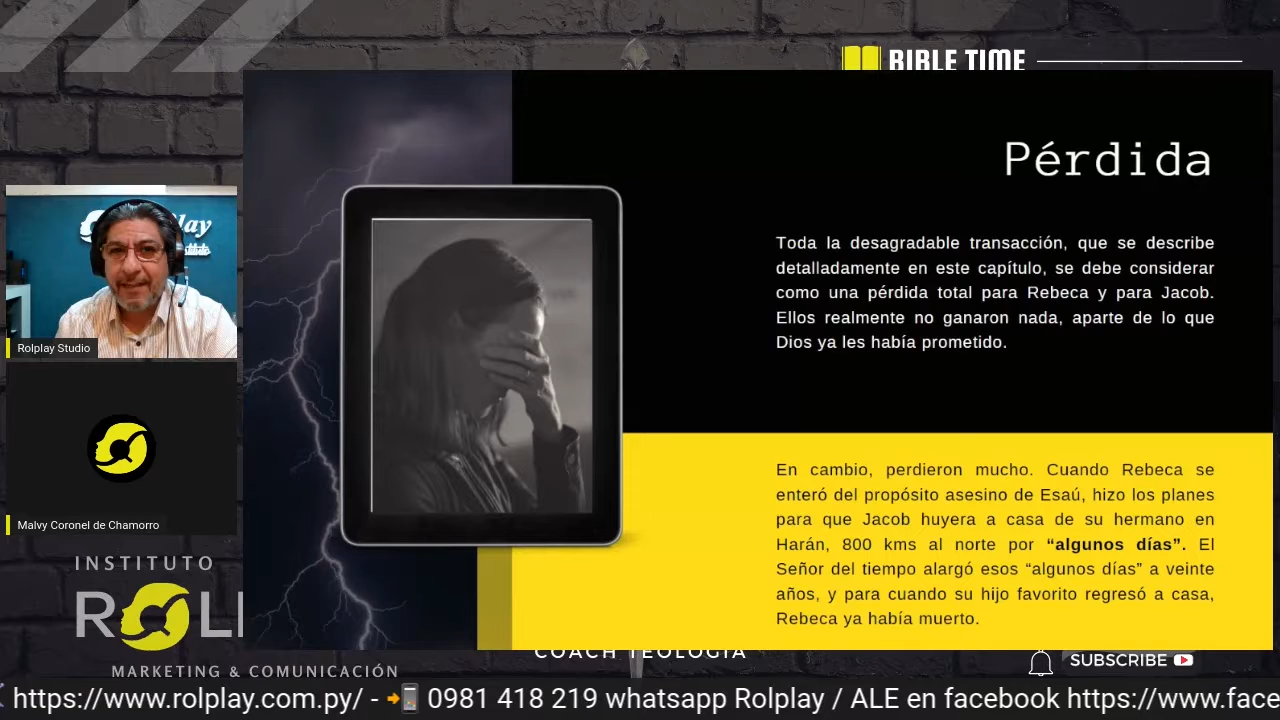 BIBLE TIME
Pérdida
Toda la desagradable transacción, que se describe
detalladamente en este capítulo, se debe considerar
como una pérdida total para Rebeca y para Jacob.
Ellos realmente no ganaron nada, aparte de lo que
Dios ya les había prometido.
En cambio, perdieron mucho. Cuando Rebeca se
enteró del propósito asesino de Esaú, hizo los planes
para que Jacob huyera a casa de su hermano en
Harán, 800 kms al norte por “algunos días”. El
Señor del tiempo alargó esos “algunos días” a veinte
años, y para cuando su hijo favorito regresó a casa,
Rebeca ya había muerto.
Rolplay Studio
Malvy Coronel de Chamorro
INSTITUTO
ROL
MARKETING & COMUNICACIÓN
COACH TEOLOGÍA
SUBSCRIBE
https://www.rolplay.com.py/ - 0981 418 219 whatsapp Rolplay / ALE en facebook https://www.face